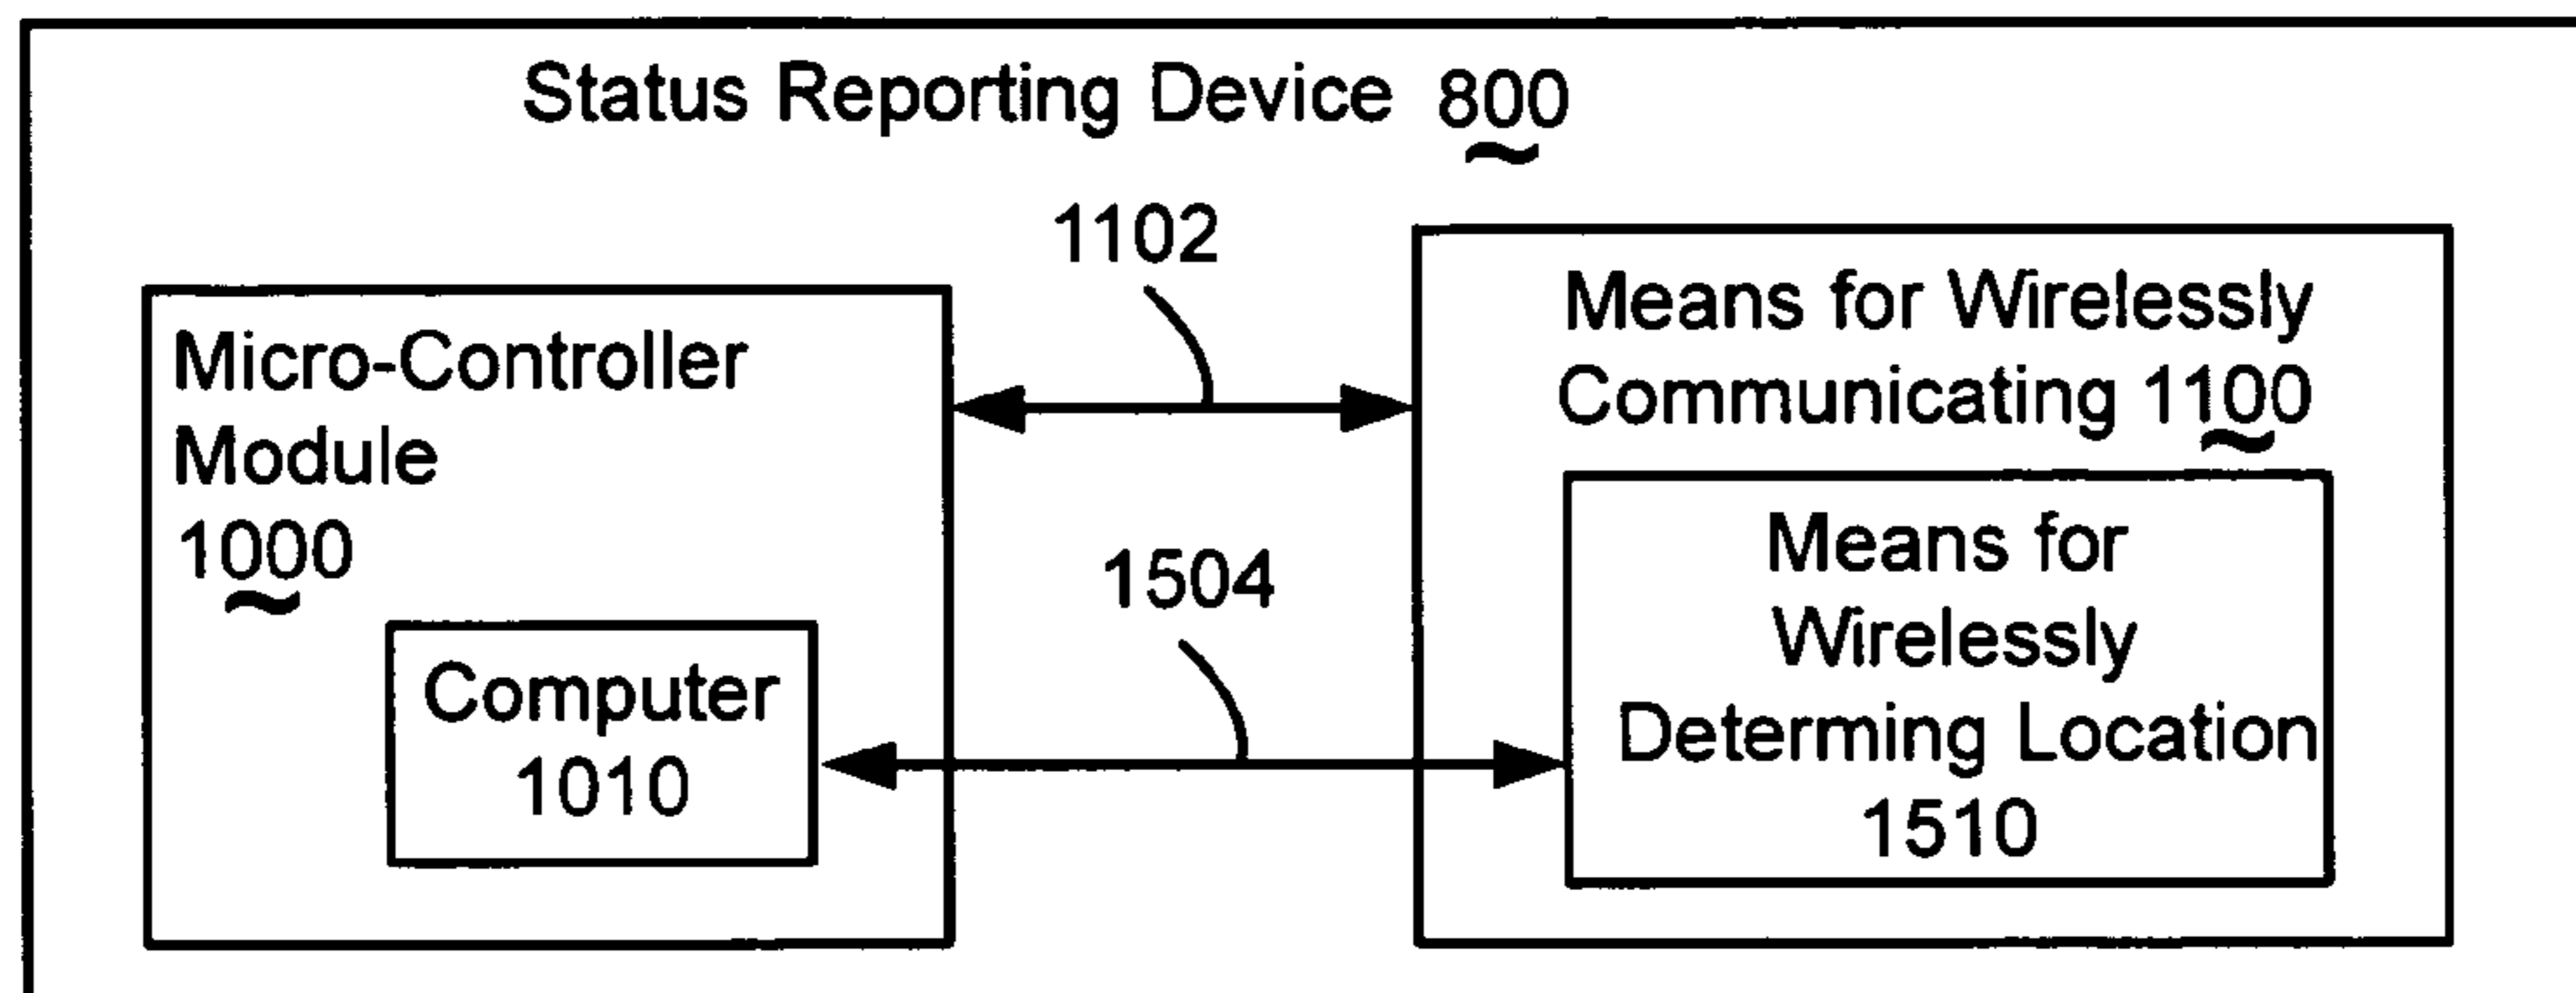 Status Reporting Device 800
1102
Micro-Controller
Module
1000
Means for Wirelessly
Communicating 1100
1504
Computer
1010
Means for
Wirelessly
Determing Location
1510